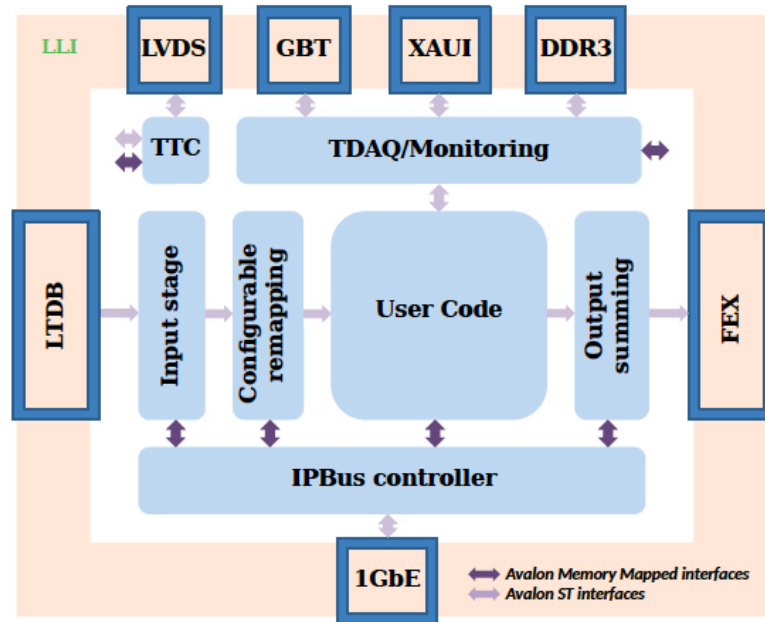 LLI
LVDS
GBT
XAUI
DDR3
TTC
TDAQ/Monitoring
LTDB
Input stage
Configurable
remapping
User Code
Output
summing
FEX
IPBus controller
1GbE
Avalon Memory Mapped interfaces
Avalon ST interfaces